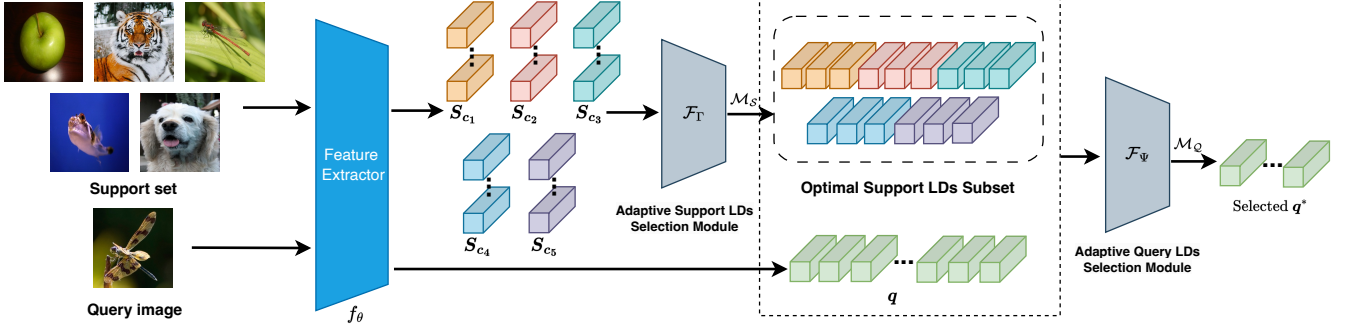 Support set
Query image
Feature
Extractor
f_θ
S_{c_1}
S_{c_2}
S_{c_3}
S_{c_4}
S_{c_5}
F_Γ
Adaptive Support LDs
Selection Module
M_S
Optimal Support LDs Subset
q
F_Ψ
Adaptive Query LDs
Selection Module
M_Q
Selected q*